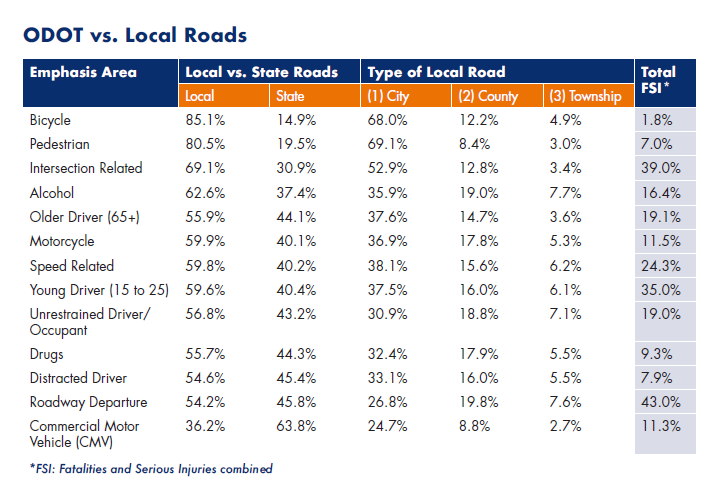 ODOT vs. Local Roads
Emphasis Area Local vs. State Roads Type of Local Road Total FSI*
Local State (1) City (2) County (3) Township
Bicycle 85.1% 14.9% 68.0% 12.2% 4.9% 1.8%
Pedestrian 80.5% 19.5% 69.1% 8.4% 3.0% 7.0%
Intersection Related 69.1% 30.9% 52.9% 12.8% 3.4% 39.0%
Alcohol 62.6% 37.4% 35.9% 19.0% 7.7% 16.4%
Older Driver (65+) 55.9% 44.1% 37.6% 14.7% 3.6% 19.1%
Motorcycle 59.9% 40.1% 36.9% 17.8% 5.3% 11.5%
Speed Related 59.8% 40.2% 38.1% 15.6% 6.2% 24.3%
Young Driver (15 to 25) 59.6% 40.4% 37.5% 16.0% 6.1% 35.0%
Unrestrained Driver/ 56.8% 43.2% 30.9% 18.8% 7.1% 19.0%
Occupant
Drugs 55.7% 44.3% 32.4% 17.9% 5.5% 9.3%
Distracted Driver 54.6% 45.4% 33.1% 16.0% 5.5% 7.9%
Roadway Departure 54.2% 45.8% 26.8% 19.8% 7.6% 43.0%
Commercial Motor 36.2% 63.8% 24.7% 8.8% 2.7% 11.3%
Vehicle (CMV)
*FSI: Fatalities and Serious Injuries combined